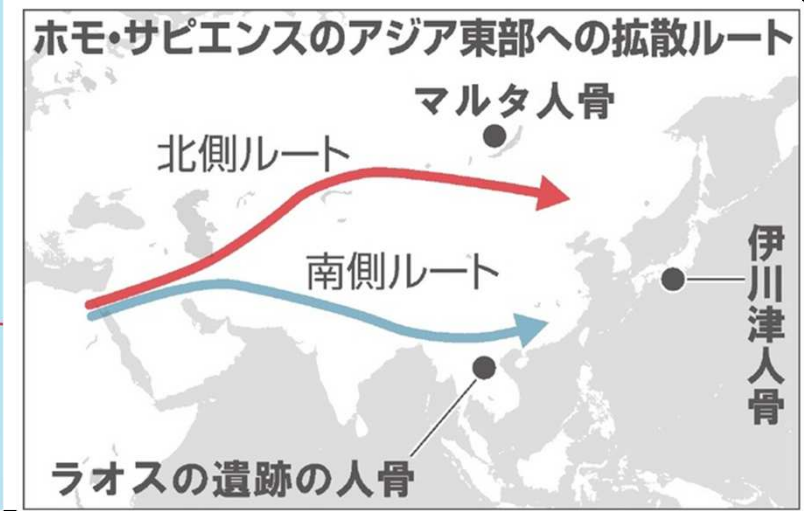 ホモ・サピエンスのアジア東部への拡散ルート
マルタ人骨
北側ルート
南側ルート
伊川津人骨
ラオスの遺跡の人骨